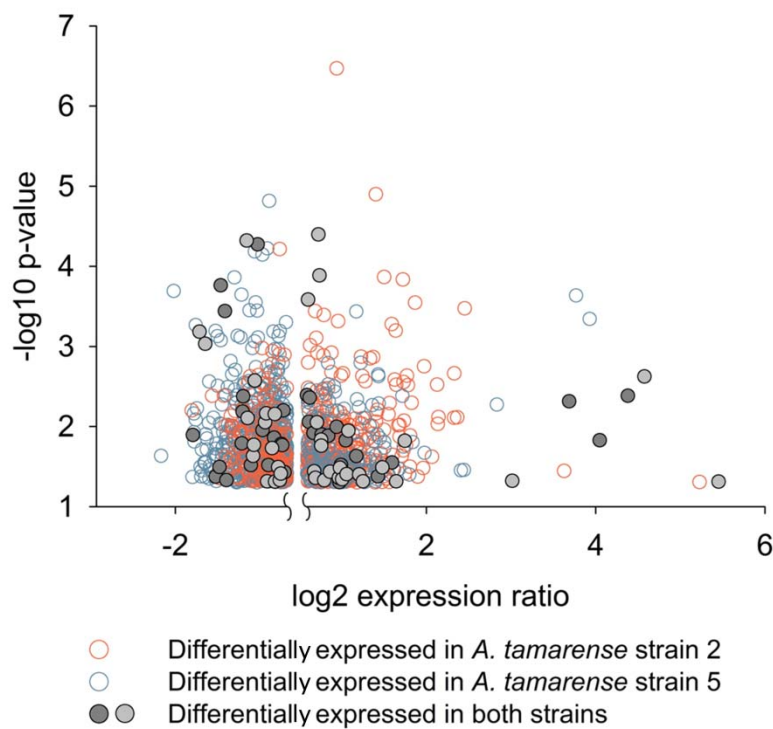 7
6
5
4
3
2
1
-log10 p-value
-2 2 4 6
log2 expression ratio
Differentially expressed in A. tamarense strain 2
Differentially expressed in A. tamarense strain 5
Differentially expressed in both strains